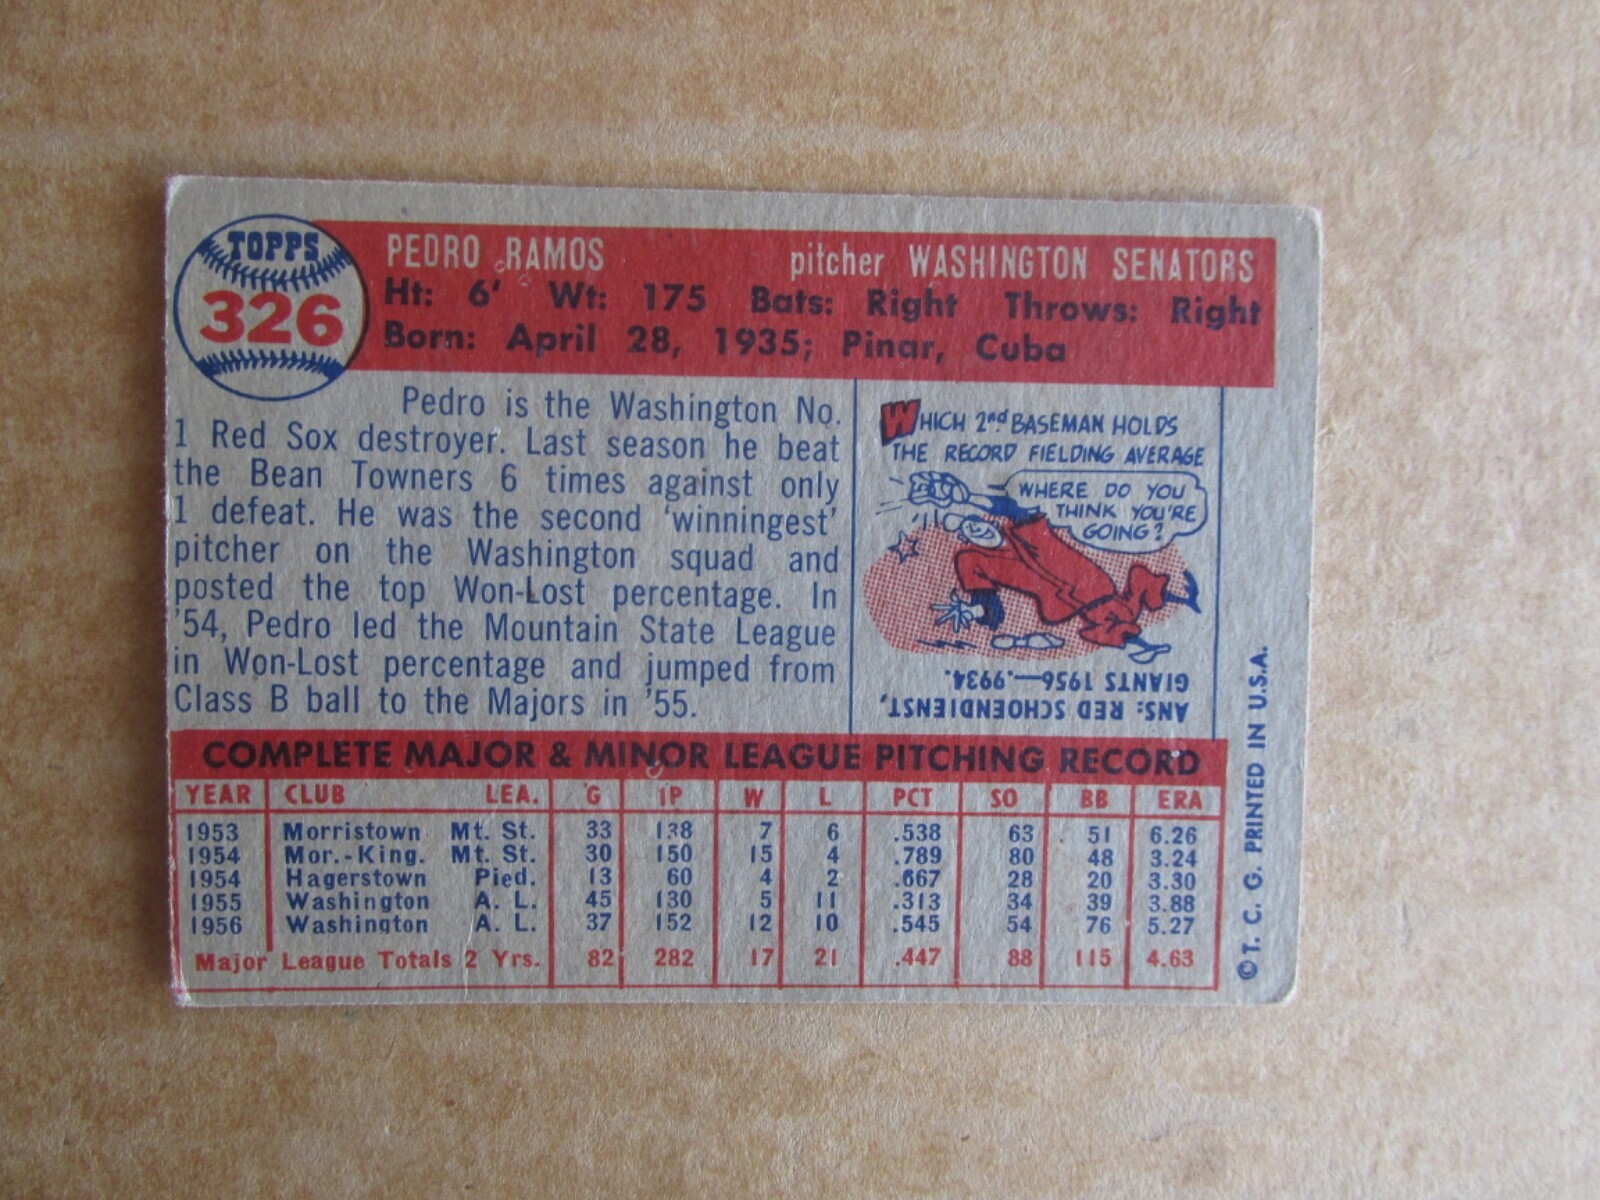 TOPPS
326
PEDRO RAMOS pitcher WASHINGTON SENATORS
Ht: 6' Wt: 175 Bats: Right Throws: Right
Born: April 28, 1935; Pinar, Cuba
Pedro is the Washington No.
1 Red Sox destroyer. Last season he beat
the Bean Towners 6 times against only
1 defeat. He was the second 'winningest'
pitcher on the Washington squad and
posted the top Won-Lost percentage. In
'54, Pedro led the Mountain State League
in Won-Lost percentage and jumped from
Class B ball to the Majors in '55.
WHICH 2nd BASEMAN HOLDS
THE RECORD FIELDING AVERAGE
WHERE DO YOU
THINK YOU'RE
GOING?
ANS: RED SCHOENDIENST,
GIANTS 1956—.9934.
COMPLETE MAJOR & MINOR LEAGUE PITCHING RECORD
YEAR CLUB LEA. G IP W L PCT SO BB ERA
1953 Morristown Mt. St. 33 138 7 6 .538 63 51 6.26
1954 Mor.-King. Mt. St. 30 150 15 4 .789 80 48 3.24
1954 Hagerstown Pied. 13 60 4 2 .667 28 20 3.30
1955 Washington A. L. 45 130 5 11 .313 34 39 3.88
1956 Washington A. L. 37 152 12 10 .545 54 76 5.27
Major League Totals 2 Yrs. 82 282 17 21 .447 88 115 4.63
© T. C. G. PRINTED IN U.S.A.